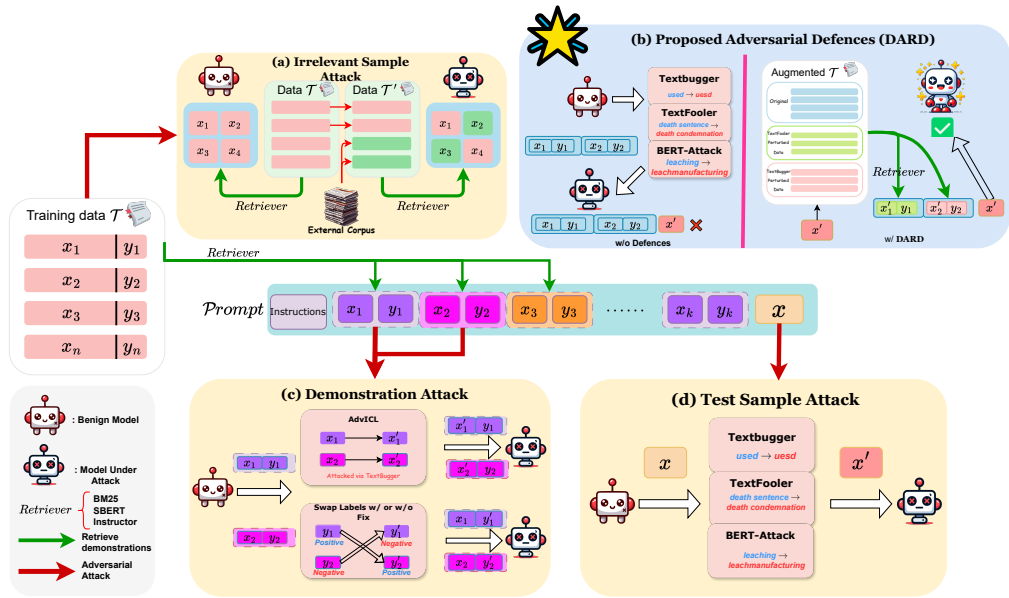 (a) Irrelevant Sample
Attack
Data 𝒯
Data 𝒯 ′
x1 x2
x3 x4
x1 x2
x3 x4
Retriever
Retriever
External Corpus
(b) Proposed Adversarial Defences (DARD)
Textbugger
used → uesd
TextFooler
death sentence →
death condemnation
BERT-Attack
leaching →
leachmanufacturing
x1 y1 x2 y2
x1 y1 x2 y2 x′
w/o Defences
Augmented 𝒯
Original
TextFooler
Perturbed
Data
TextBugger
Perturbed
Data
x′
Retriever
x′1 y1 x′2 y2 x′
w/ DARD
Training data 𝒯
x1 y1
x2 y2
x3 y3
xn yn
Retriever
Prompt
Instructions
x1 y1 x2 y2 x3 y3 ...... xk yk x
: Benign Model
: Model Under
Attack
Retriever
BM25
SBERT
Instructor
Retrieve
demonstrations
Adversarial
Attack
(c) Demonstration Attack
x1 y1
x2 y2
AdvICL
x1 x′1
x2 x′2
Attacked via TextBugger
x′1 y1
x′2 y2
Swap Labels w/ or w/o
Fix
y1 y′1
Positive Negative
y2 y′2
Negative Positive
x1 y′1
x2 y′2
(d) Test Sample Attack
x
Textbugger
used → uesd
TextFooler
death sentence →
death condemnation
BERT-Attack
leaching →
leachmanufacturing
x′